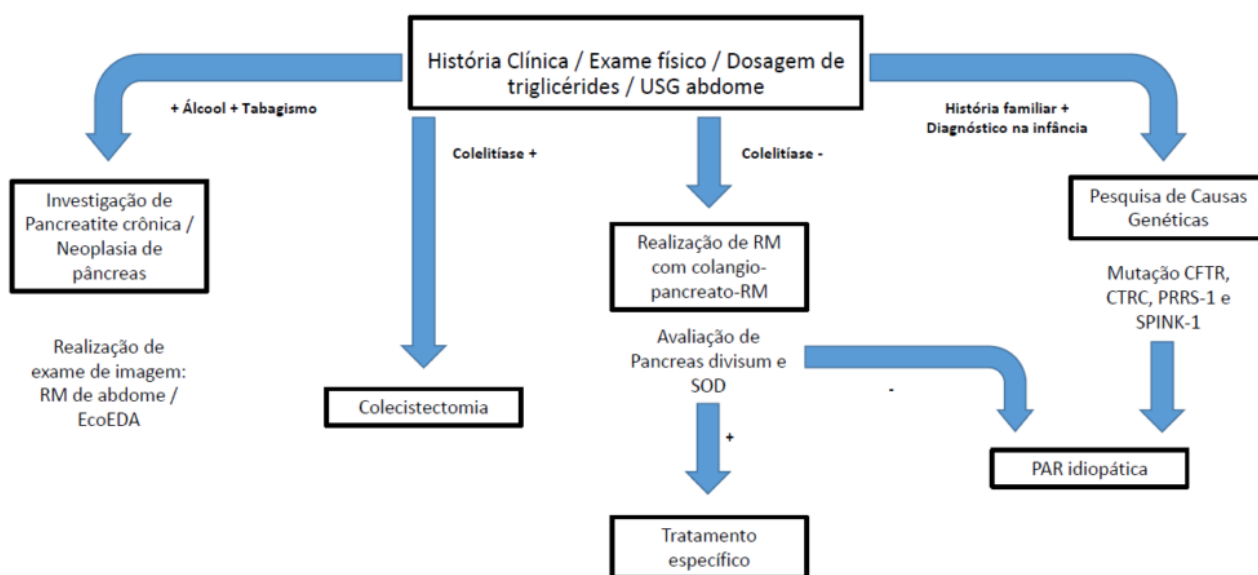 História Clínica / Exame físico / Dosagem de
triglicérides / USG abdome
+ Álcool + Tabagismo
História familiar +
Diagnóstico na infância
Colelitíase +
Colelitíase -
Investigação de
Pancreatite crônica /
Neoplasia de
pâncreas
Pesquisa de Causas
Genéticas
Realização de RM
com colangio-
pancreato-RM
Mutação CFTR,
CTRC, PRRS-1 e
SPINK-1
Realização de
exame de imagem:
RM de abdome /
EcoEDA
Avaliação de
Pancreas divisum e
SOD
-
Colecistectomia
+
PAR idiopática
Tratamento
específico